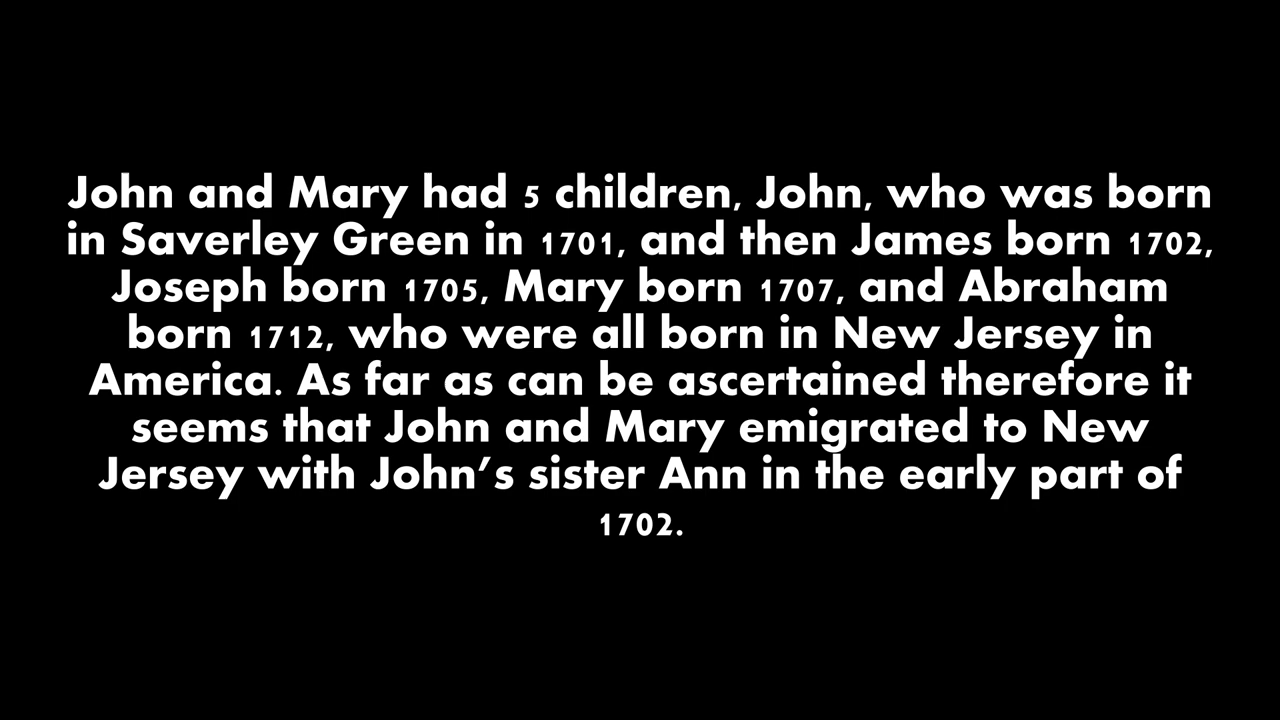 John and Mary had 5 children, John, who was born
in Saverley Green in 1701, and then James born 1702,
Joseph born 1705, Mary born 1707, and Abraham
born 1712, who were all born in New Jersey in
America. As far as can be ascertained therefore it
seems that John and Mary emigrated to New
Jersey with John’s sister Ann in the early part of
1702.